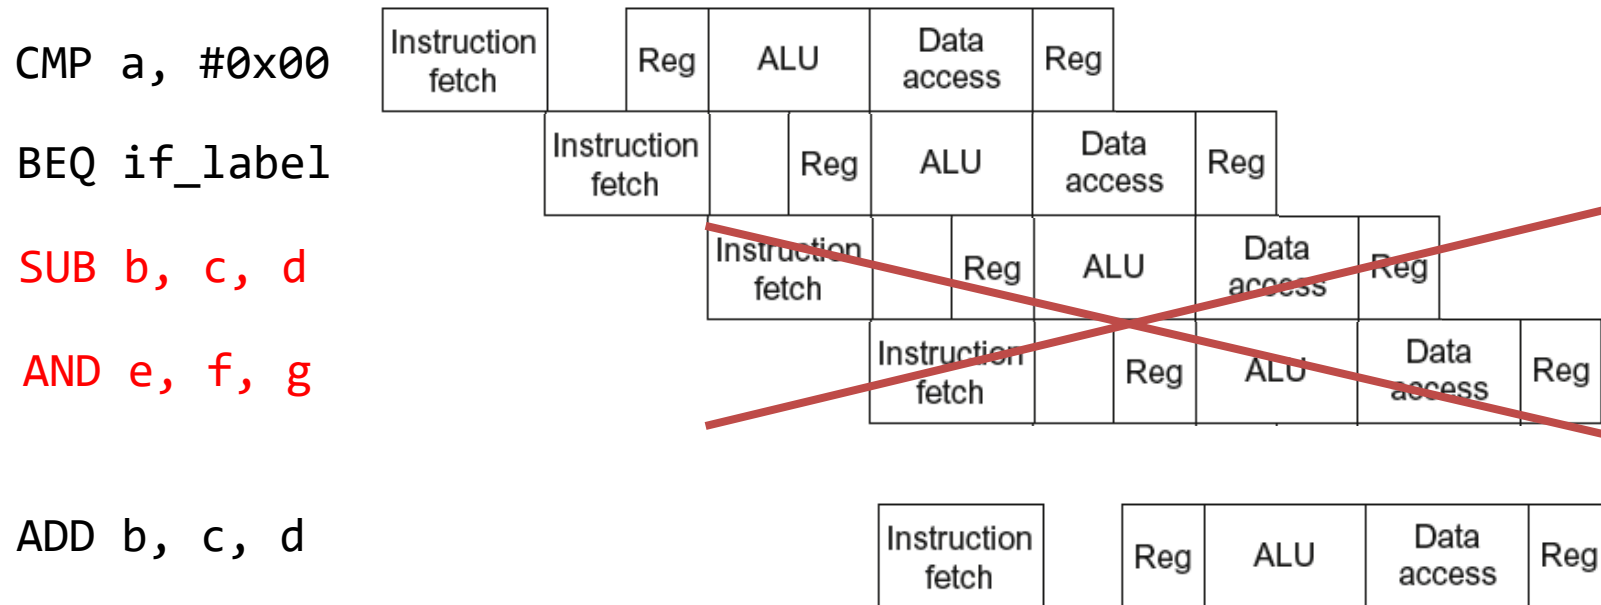 CMP a, #0x00
Instruction fetch
Reg
ALU
Data access
Reg
BEQ if_label
Instruction fetch
Reg
ALU
Data access
Reg
SUB b, c, d
Instruction fetch
Reg
ALU
Data access
Reg
AND e, f, g
Instruction fetch
Reg
ALU
Data access
Reg
ADD b, c, d
Instruction fetch
Reg
ALU
Data access
Reg